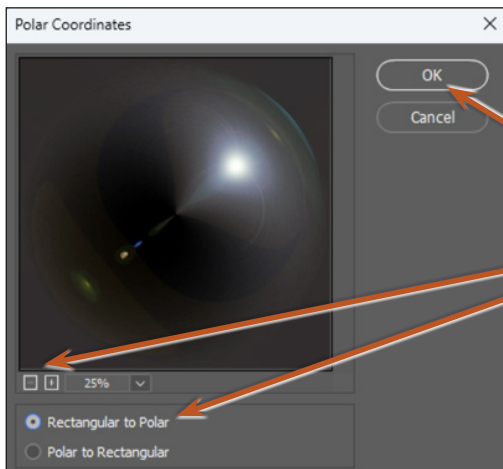 Polar Coordinates
OK
Cancel
25%
Rectangular to Polar
Polar to Rectangular